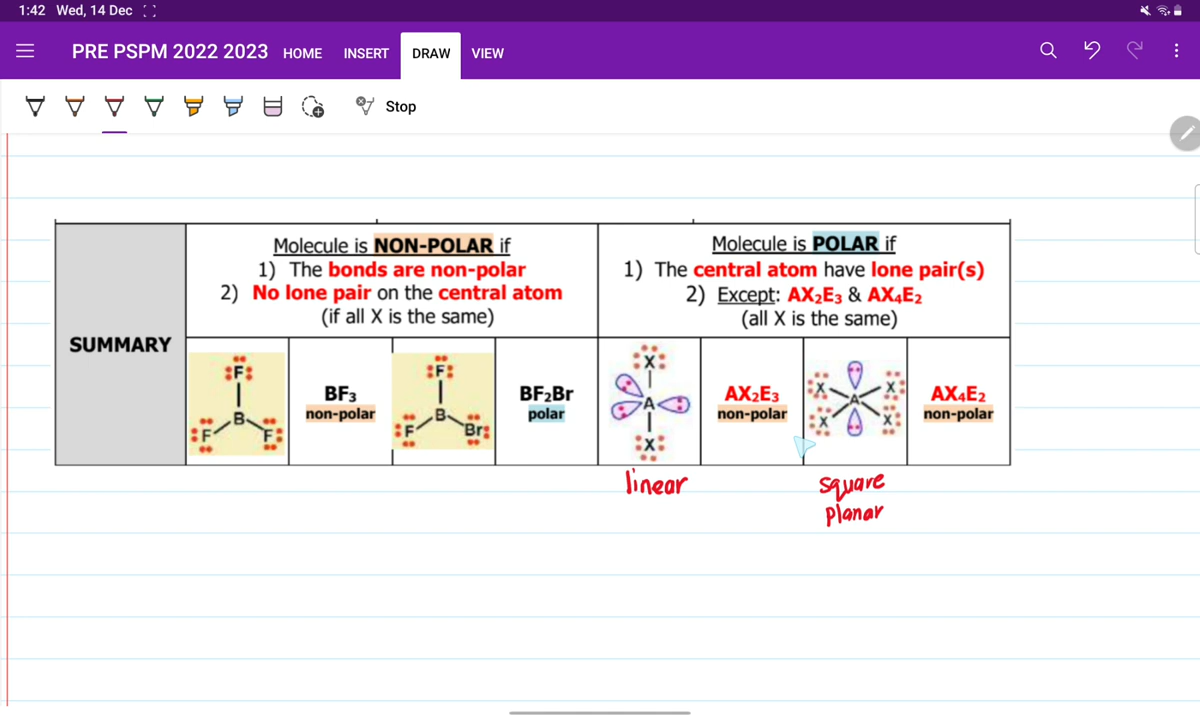 1:42 Wed, 14 Dec
PRE PSPM 2022 2023 HOME INSERT DRAW VIEW
Stop
SUMMARY
Molecule is NON-POLAR if
1) The bonds are non-polar
2) No lone pair on the central atom
(if all X is the same)
Molecule is POLAR if
1) The central atom have lone pair(s)
2) Except: AX₂E₃ & AX₄E₂
(all X is the same)
F
B
F F
BF₃
non-polar
F
B
F Br
BF₂Br
polar
X
A
X
AX₂E₃
non-polar
X X
A
X X
AX₄E₂
non-polar
linear
square
planar